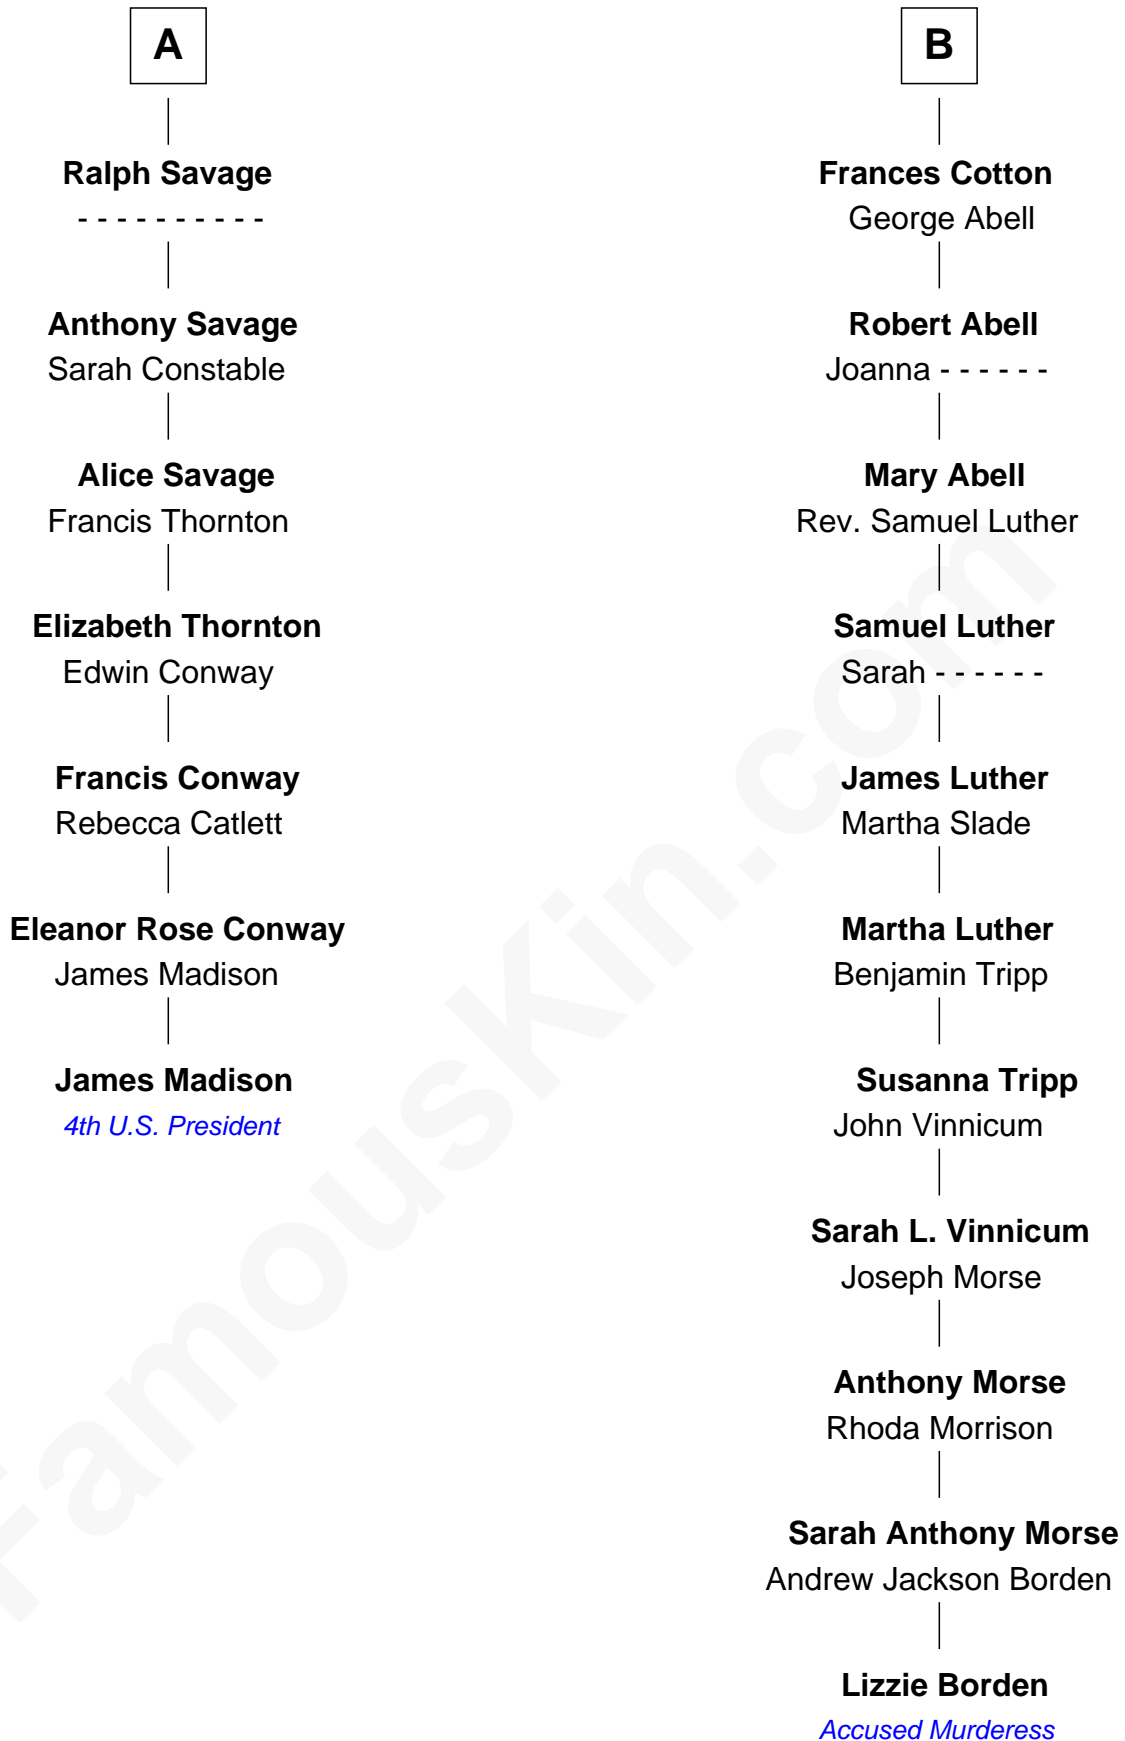 A
Ralph Savage
- - - - - - - - - -
Anthony Savage
Sarah Constable
Alice Savage
Francis Thornton
Elizabeth Thornton
Edwin Conway
Francis Conway
Rebecca Catlett
Eleanor Rose Conway
James Madison
James Madison
4th U.S. President
B
Frances Cotton
George Abell
Robert Abell
Joanna - - - - - -
Mary Abell
Rev. Samuel Luther
Samuel Luther
Sarah - - - - - -
James Luther
Martha Slade
Martha Luther
Benjamin Tripp
Susanna Tripp
John Vinnicum
Sarah L. Vinnicum
Joseph Morse
Anthony Morse
Rhoda Morrison
Sarah Anthony Morse
Andrew Jackson Borden
Lizzie Borden
Accused Murderess
FamousKin.com